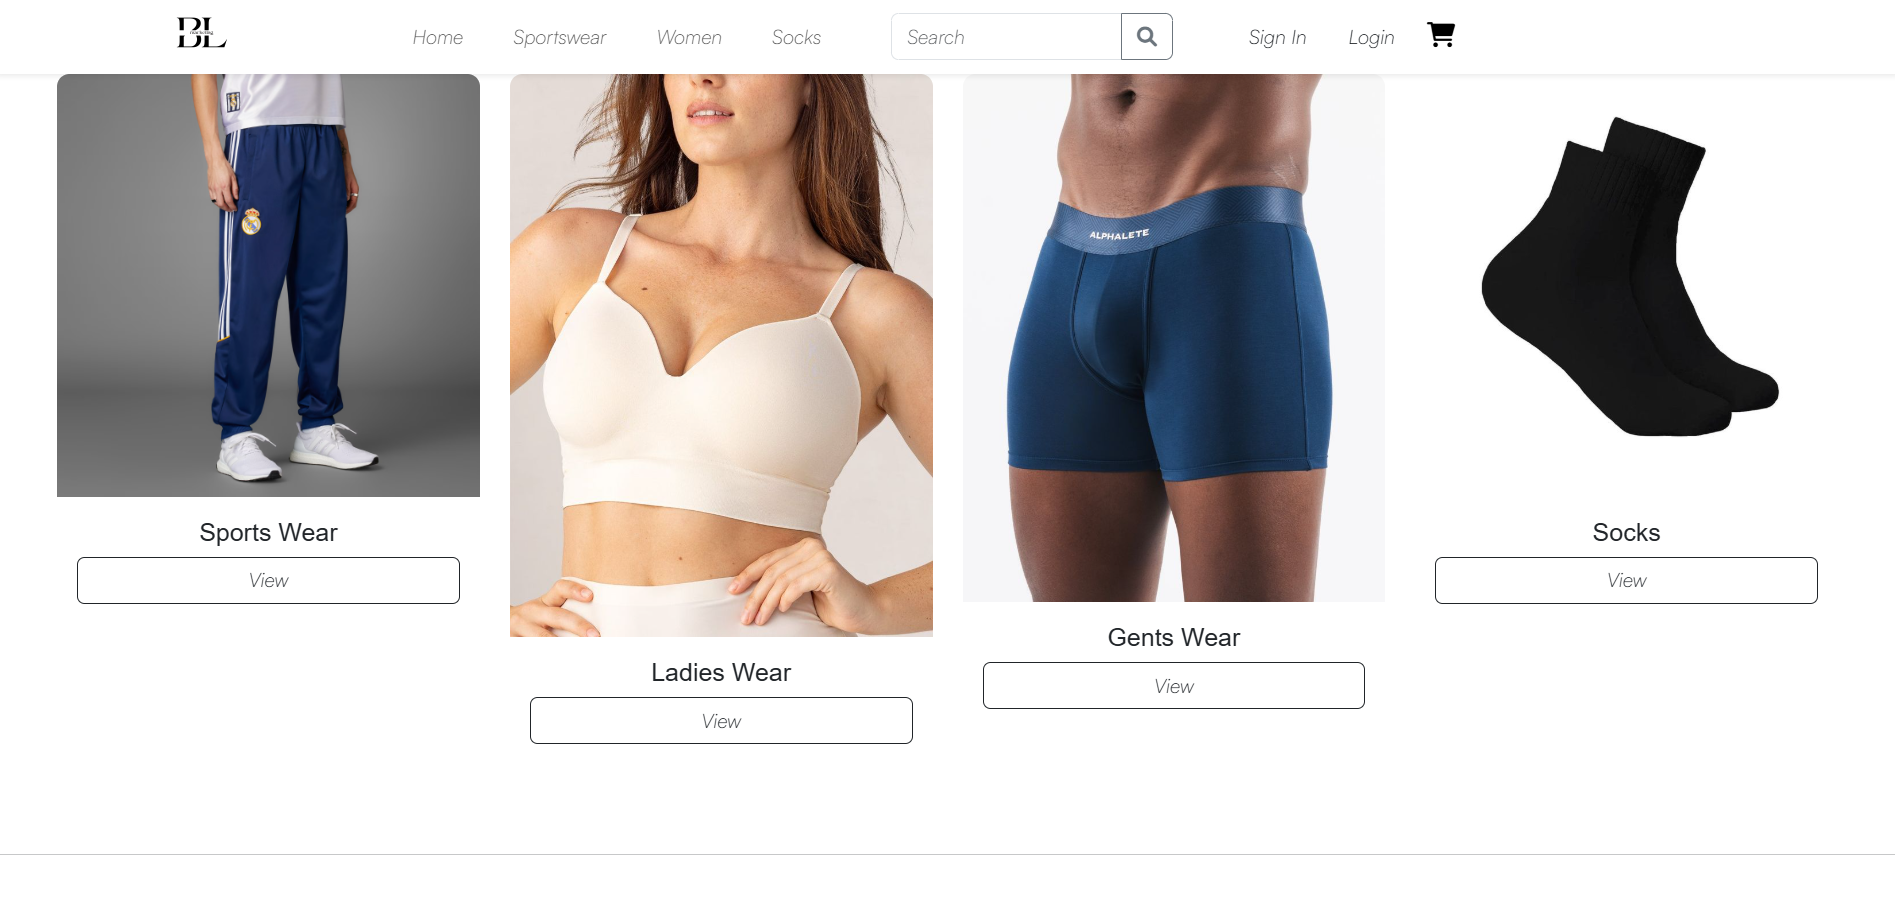 BL
Home
Sportswear
Women
Socks
Search
Sign In
Login
ALPHALETE
Sports Wear
View
Ladies Wear
View
Gents Wear
View
Socks
View